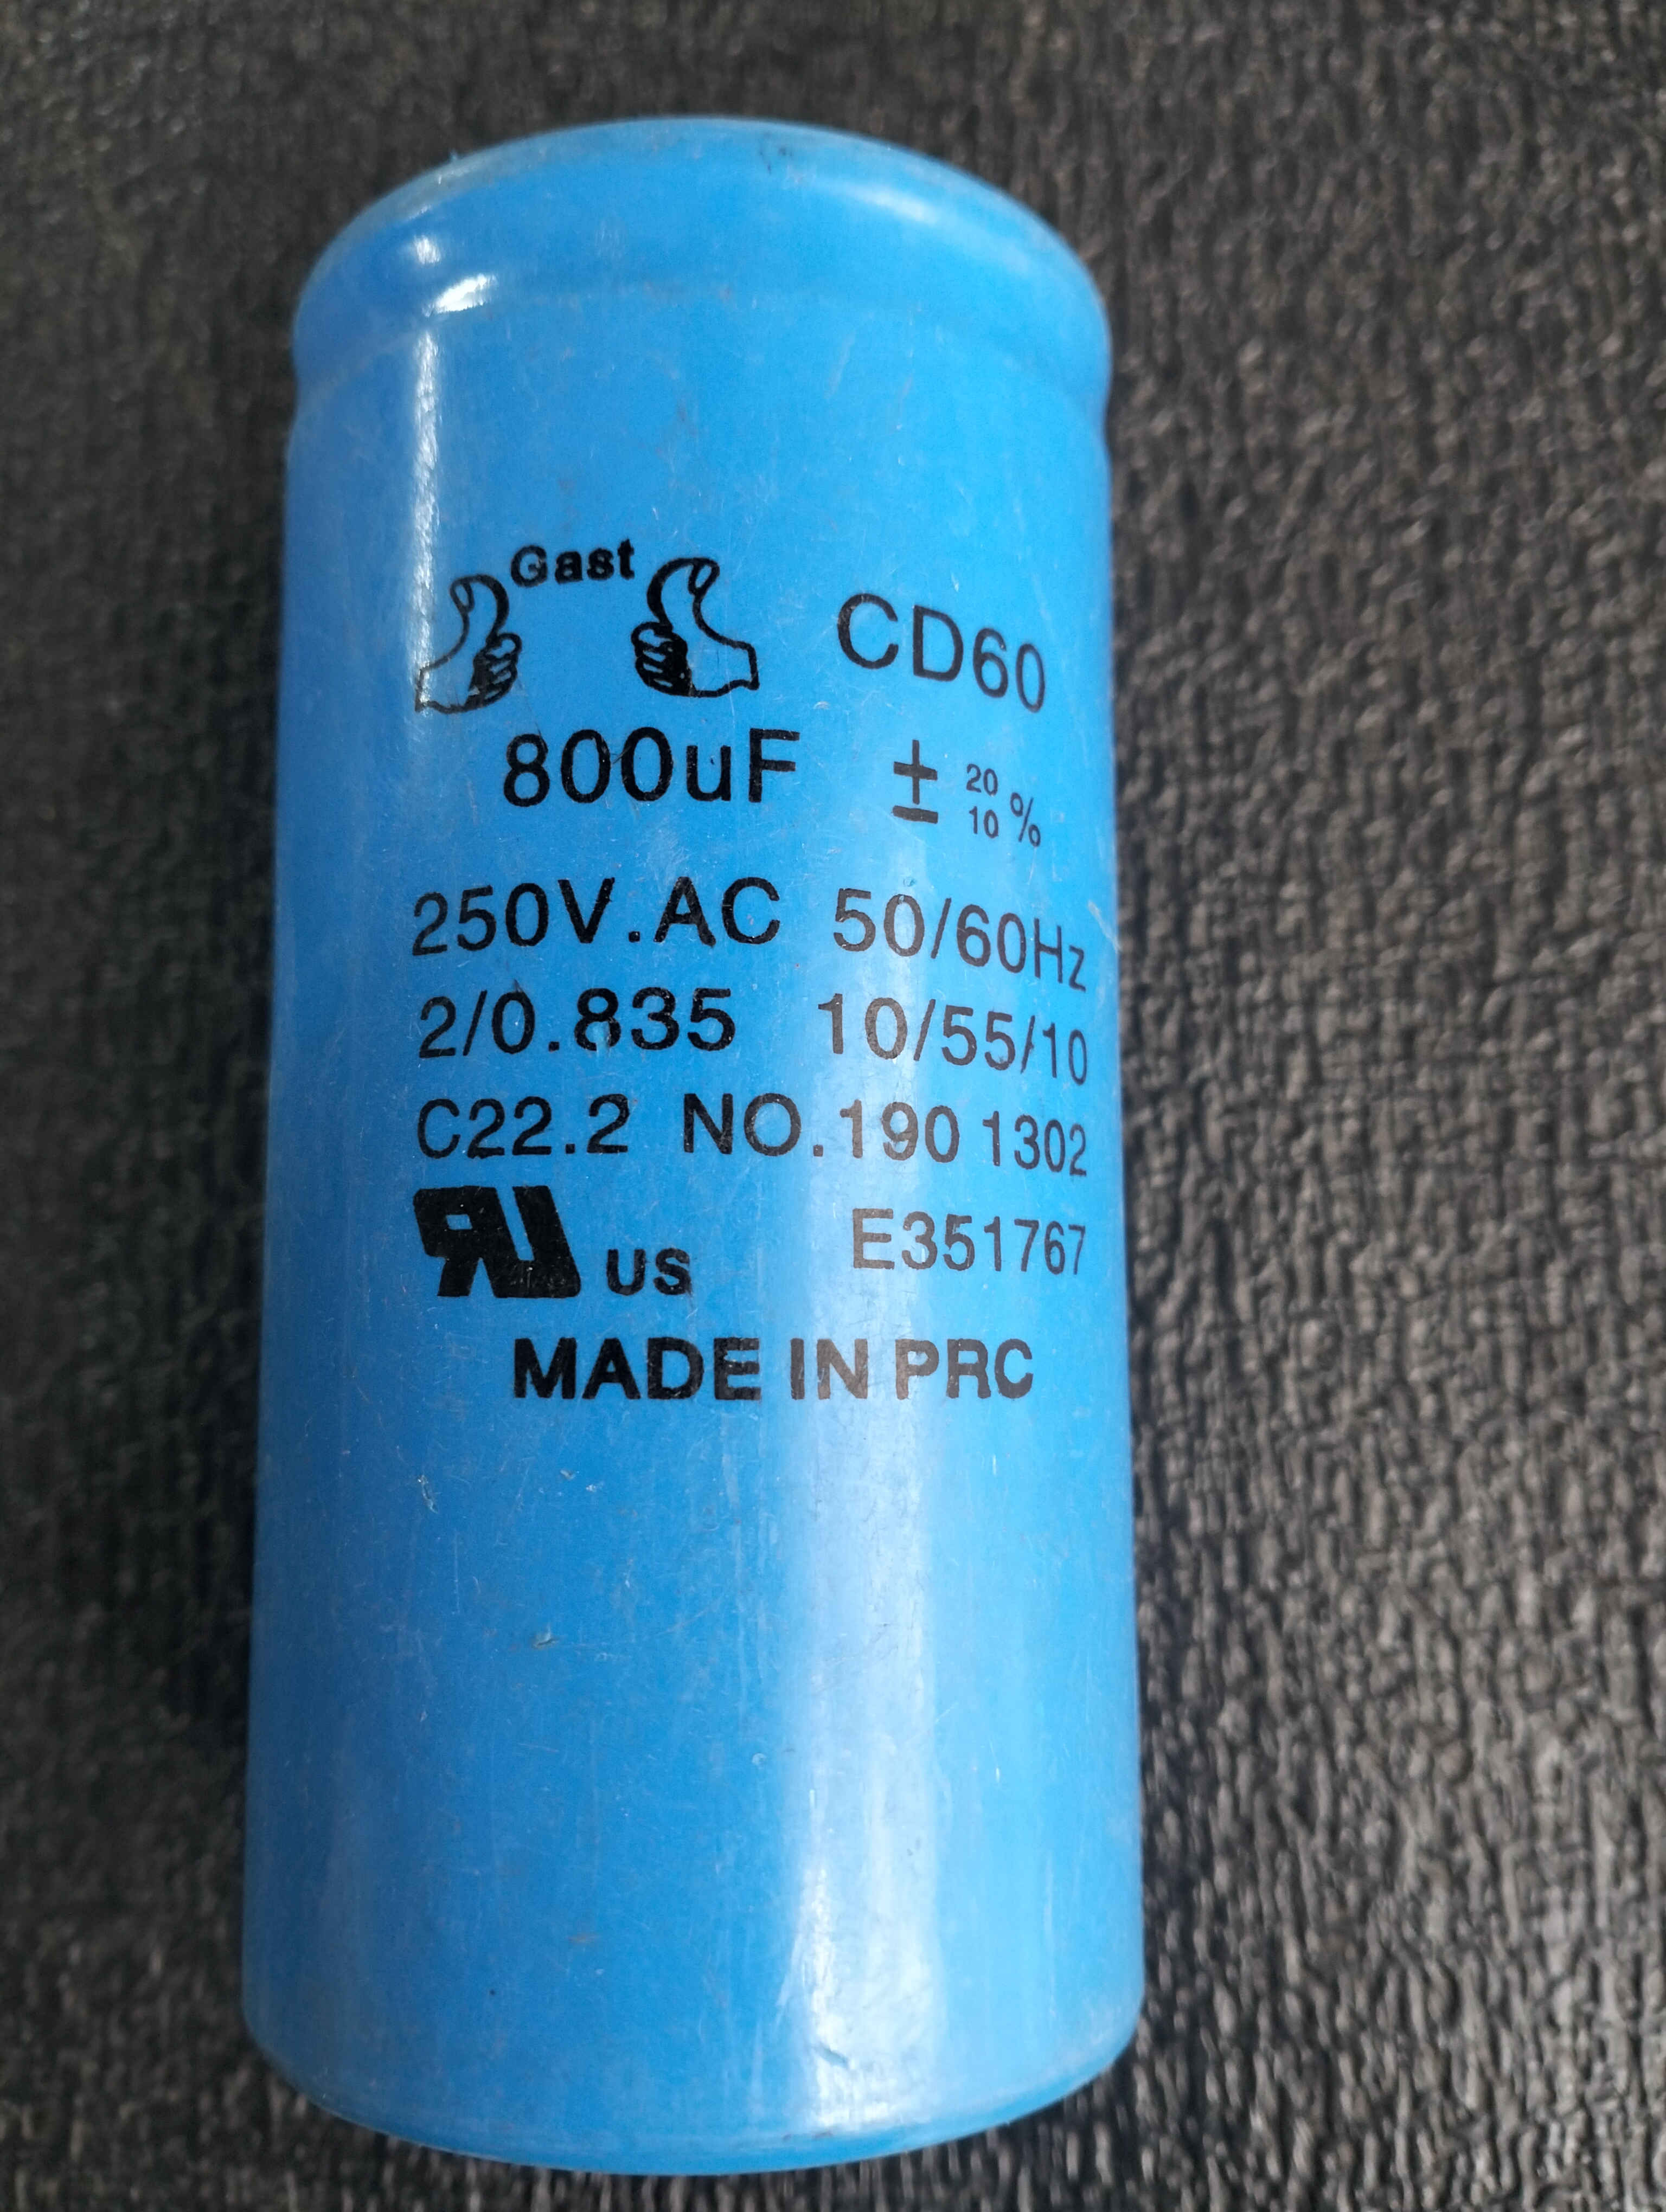 Gast
CD60
800uF ± 20 10 %
250V.AC 50/60Hz
2/0.835 10/55/10
C22.2 NO.190 1302
RU US E351767
MADE IN PRC